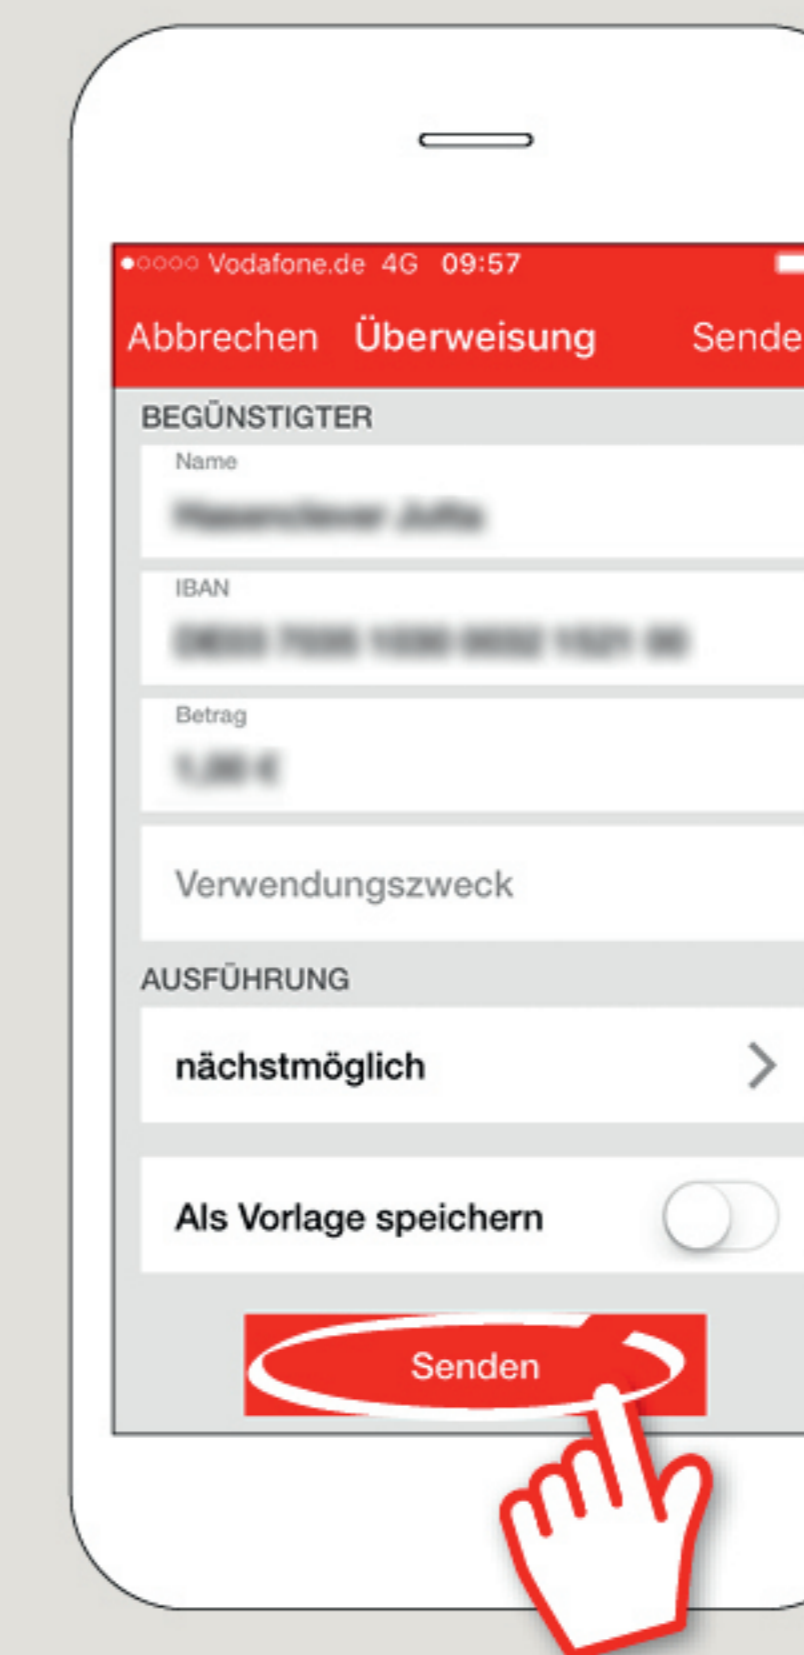 Vodafone.de 4G 09:57
Abbrechen Überweisung Sende
BEGÜNSTIGTER
Name
IBAN
Betrag
Verwendungszweck
AUSFÜHRUNG
nächstmöglich
Als Vorlage speichern
Senden